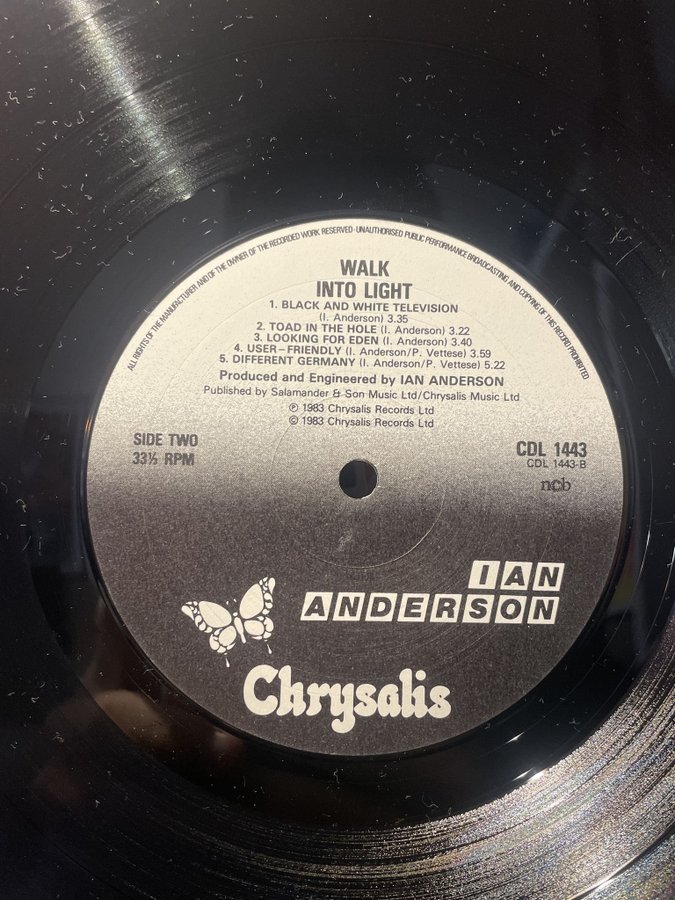 ALL RIGHTS OF THE MANUFACTURER AND OF THE OWNER OF THE RECORDED WORK RESERVED · UNAUTHORISED PUBLIC PERFORMANCE BROADCASTING AND COPYING OF THIS RECORD PROHIBITED
WALK
INTO LIGHT
1. BLACK AND WHITE TELEVISION
(I. Anderson) 3.35
2. TOAD IN THE HOLE (I. Anderson) 3.22
3. LOOKING FOR EDEN (I. Anderson) 3.40
4. USER–FRIENDLY (I. Anderson/P. Vettese) 3.59
5. DIFFERENT GERMANY (I. Anderson/P. Vettese) 5.22
Produced and Engineered by IAN ANDERSON
Published by Salamander & Son Music Ltd/Chrysalis Music Ltd
℗ 1983 Chrysalis Records Ltd
© 1983 Chrysalis Records Ltd
SIDE TWO
33⅓ RPM
CDL 1443
CDL 1443-B
ncb
IAN
ANDERSON
Chrysalis